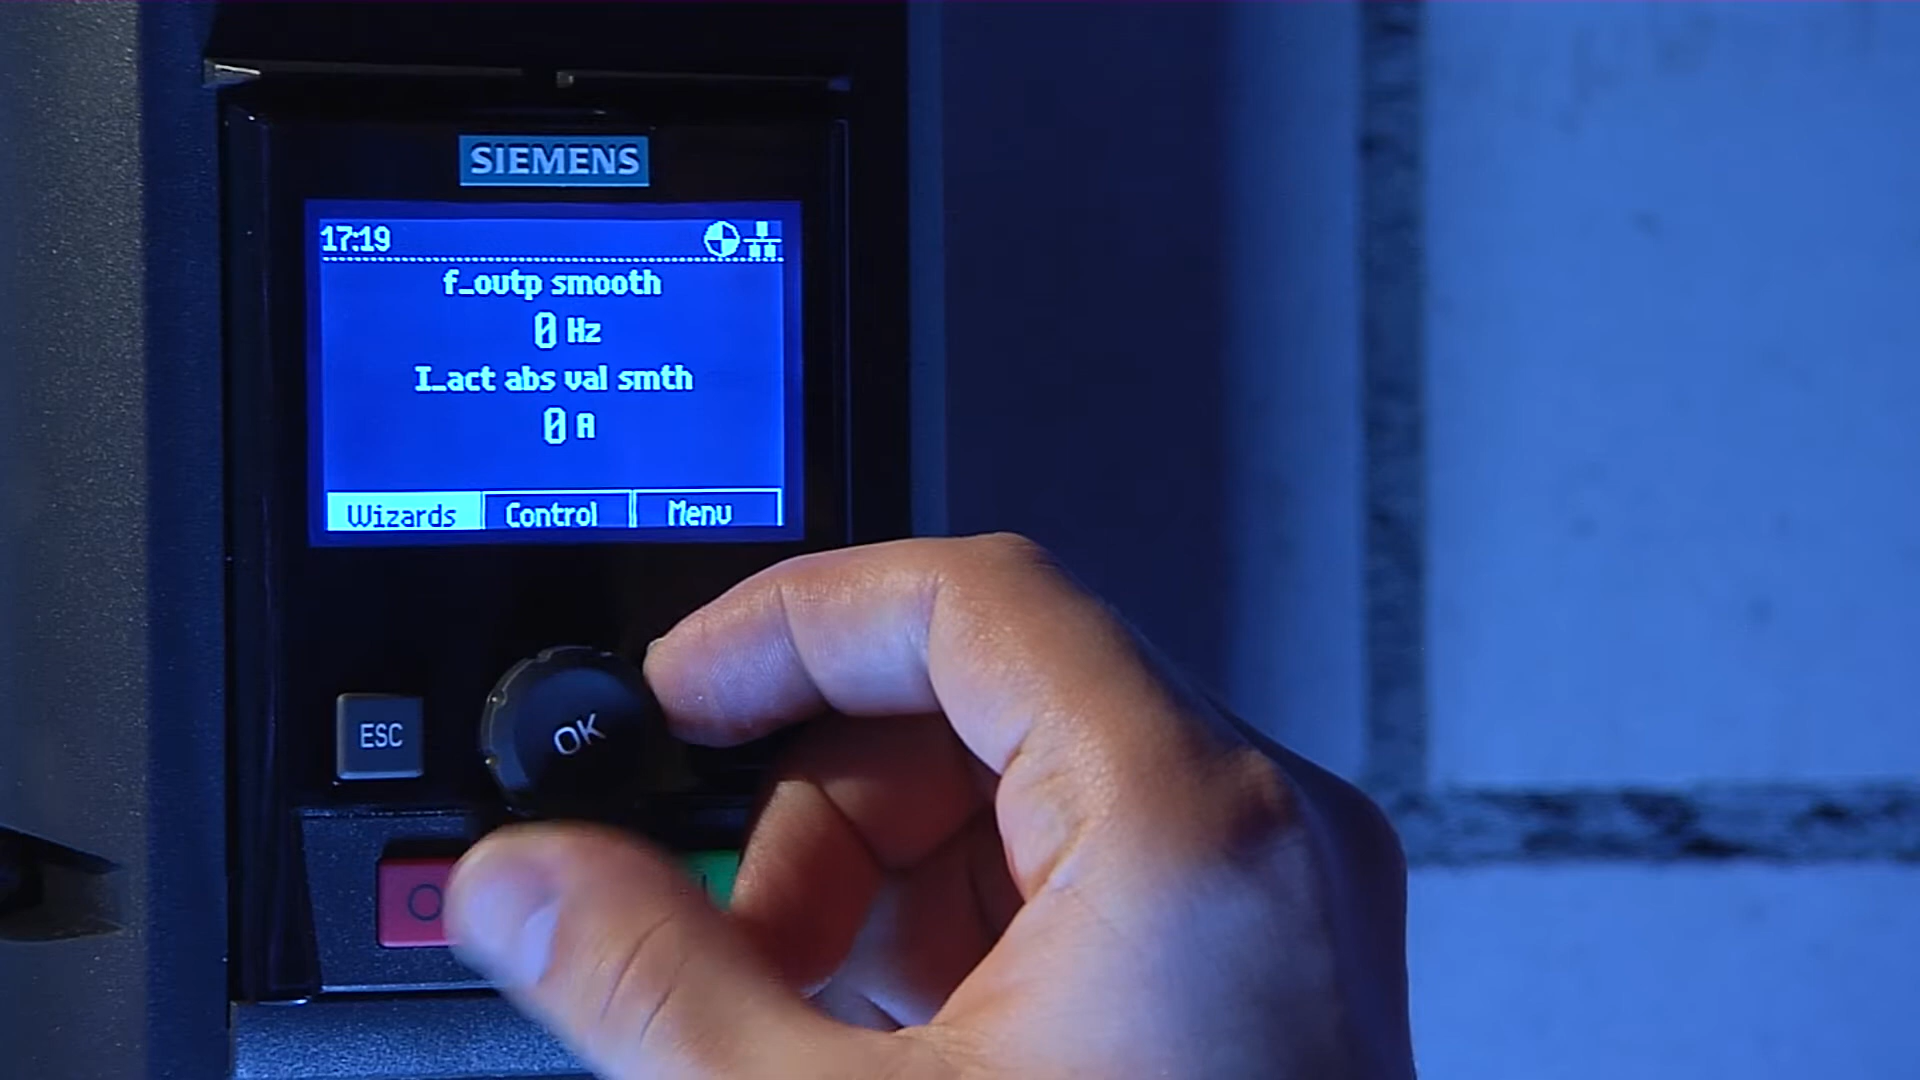 SIEMENS
17:19
f_outp smooth
0 Hz
I_act abs val smth
0 A
Wizards Control Menu
ESC
OK
O
I